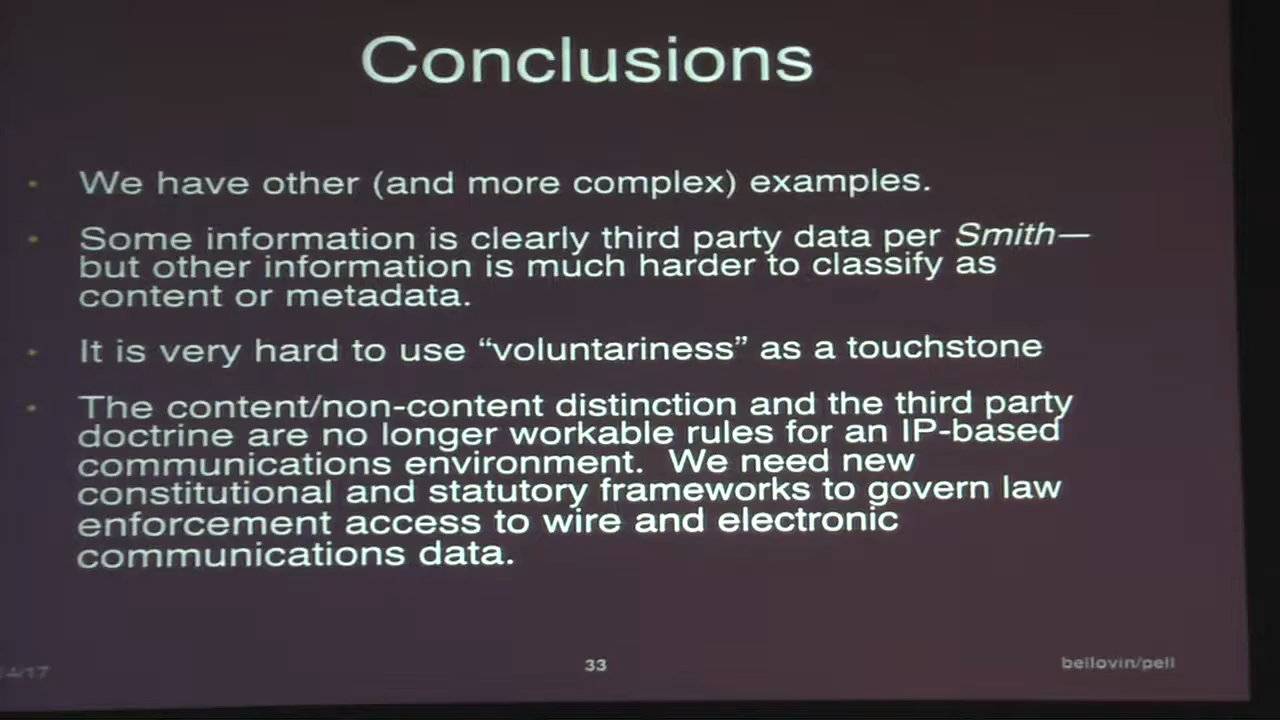 Conclusions
We have other (and more complex) examples.
Some information is clearly third party data per Smith—
but other information is much harder to classify as
content or metadata.
It is very hard to use “voluntariness” as a touchstone
The content/non-content distinction and the third party
doctrine are no longer workable rules for an IP-based
communications environment. We need new
constitutional and statutory frameworks to govern law
enforcement access to wire and electronic
communications data.
33
bellovin/pell